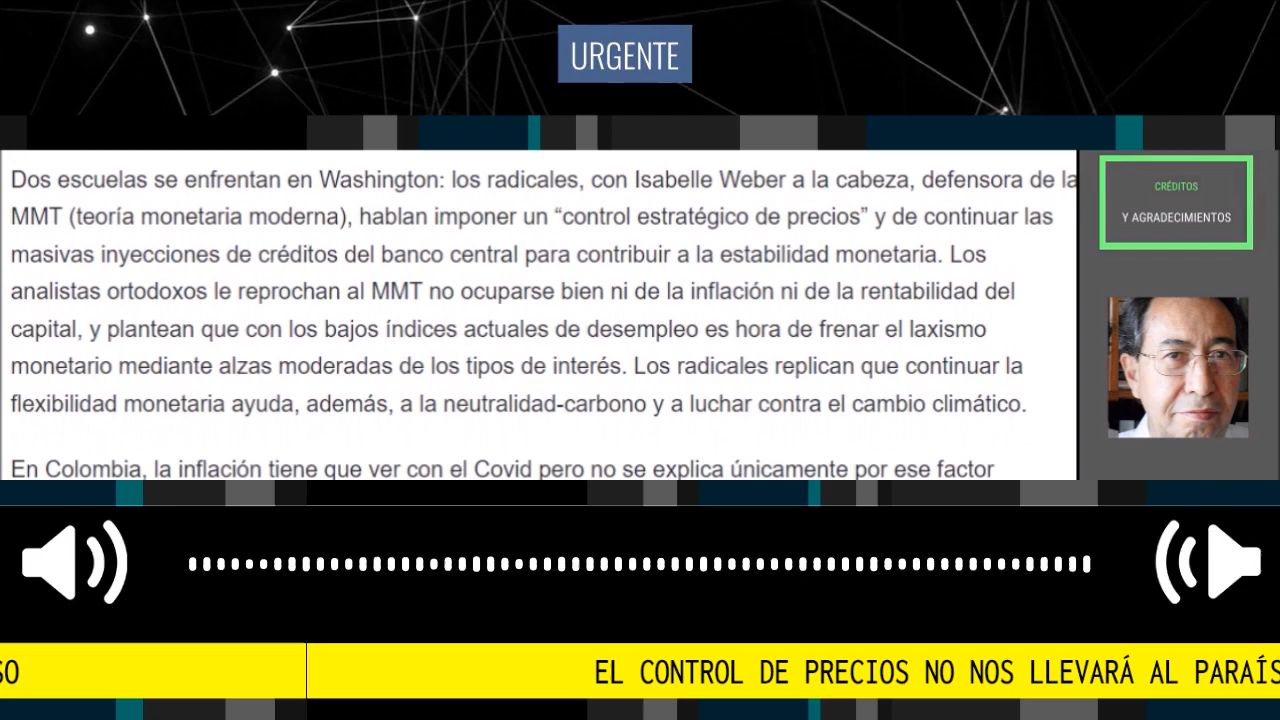 URGENTE
Dos escuelas se enfrentan en Washington: los radicales, con Isabelle Weber a la cabeza, defensora de la
MMT (teoría monetaria moderna), hablan imponer un “control estratégico de precios” y de continuar las
masivas inyecciones de créditos del banco central para contribuir a la estabilidad monetaria. Los
analistas ortodoxos le reprochan al MMT no ocuparse bien ni de la inflación ni de la rentabilidad del
capital, y plantean que con los bajos índices actuales de desempleo es hora de frenar el laxismo
monetario mediante alzas moderadas de los tipos de interés. Los radicales replican que continuar la
flexibilidad monetaria ayuda, además, a la neutralidad-carbono y a luchar contra el cambio climático.
En Colombia, la inflación tiene que ver con el Covid pero no se explica únicamente por ese factor
CRÉDITOS
Y AGRADECIMIENTOS
SO
EL CONTROL DE PRECIOS NO NOS LLEVARÁ AL PARAÍS